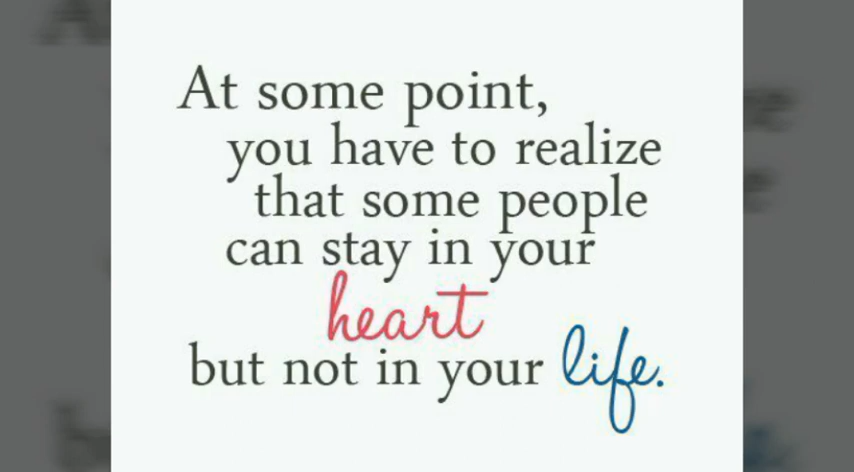 At some point,
you have to realize
that some people
can stay in your
heart
but not in your life.